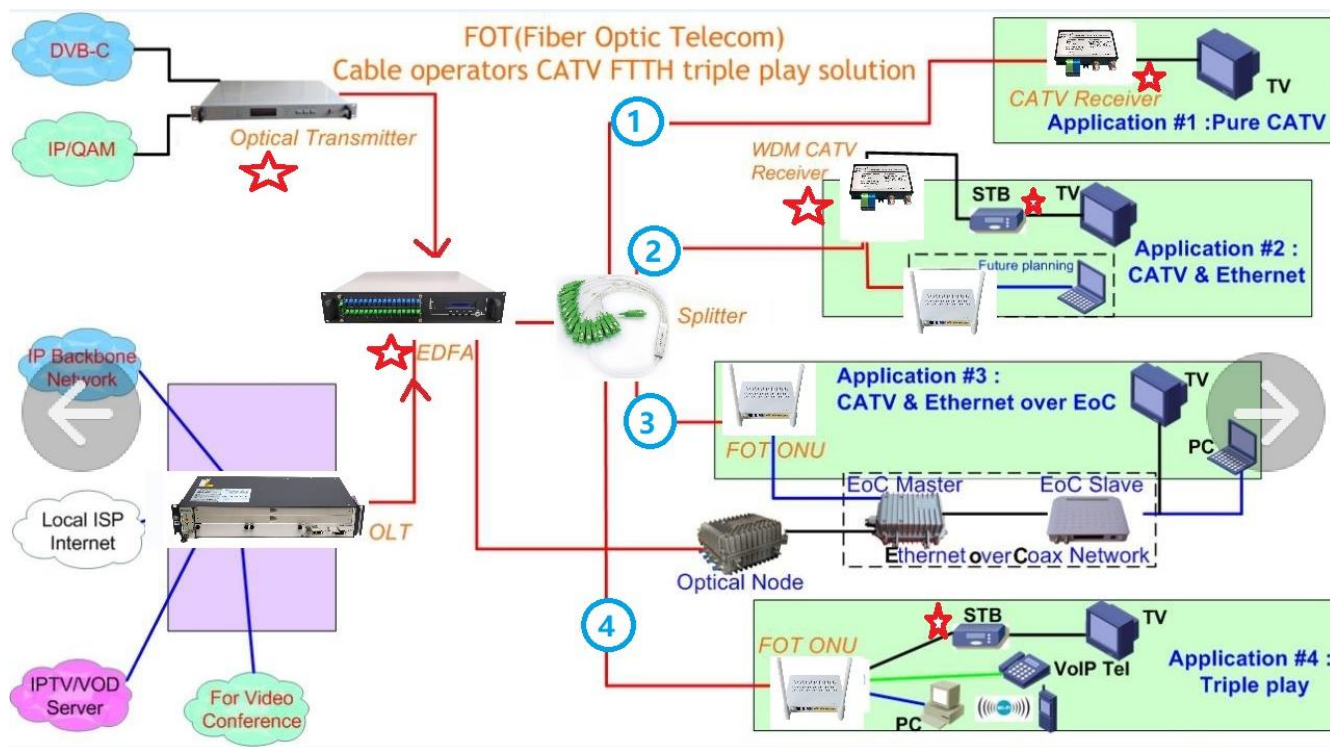 FOT(Fiber Optic Telecom)
Cable operators CATV FTTH triple play solution
DVB-C
IP/QAM
Optical Transmitter
1
CATV Receiver
TV
Application #1 :Pure CATV
WDM CATV
Receiver
STB
TV
2
Application #2 :
CATV & Ethernet
Future planning
Splitter
EDFA
IP Backbone
Network
Application #3 :
CATV & Ethernet over EoC
TV
3
FOT ONU
PC
EoC Master
EoC Slave
Local ISP
Internet
OLT
Ethernet over Coax Network
Optical Node
4
FOT ONU
STB
TV
VoIP Tel
Application #4 :
Triple play
PC
Wi-Fi
IPTV/VOD
Server
For Video
Conference